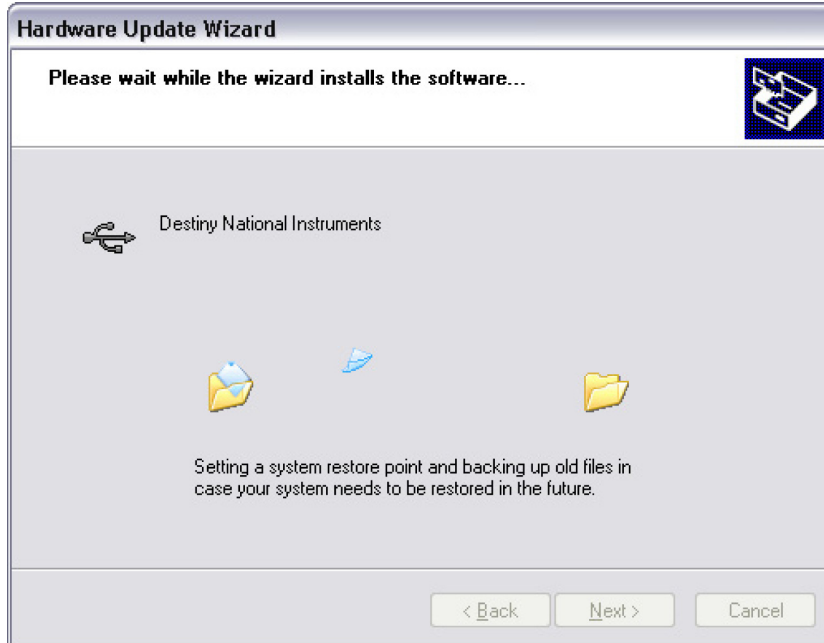 Hardware Update Wizard
Please wait while the wizard installs the software...
Destiny National Instruments
Setting a system restore point and backing up old files in
case your system needs to be restored in the future.
< Back
Next >
Cancel